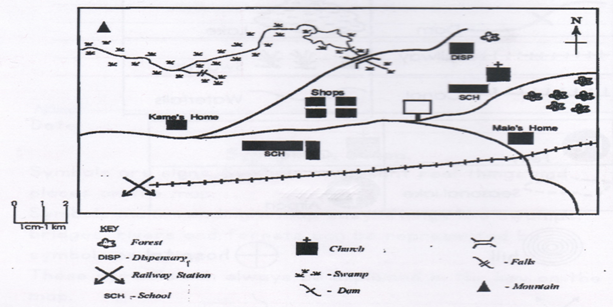 N
DISP
SCH
Shops
Kame's Home
Male's Home
SCH
0 1 2
1cm-1 km
KEY
Forest
DISP - Dispensary
Railway Station
SCH - School
Church
- Swamp
- Dam
- Falls
- Mountain